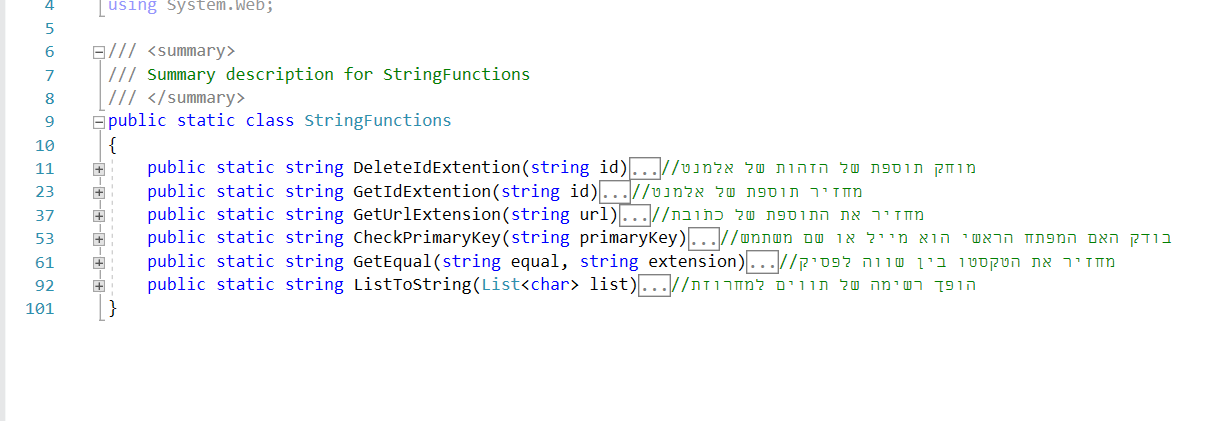 4 using System.Web;
5
6 /// <summary>
7 /// Summary description for StringFunctions
8 /// </summary>
9 public static class StringFunctions
10 {
11 public static string DeleteIdExtention(string id)...//מוחק תוספת של הזהות של אלמנט
23 public static string GetIdExtention(string id)...//מחזיר תוספת של אלמנט
37 public static string GetUrlExtension(string url)...//מחזיר את התוספת של כתובת
53 public static string CheckPrimaryKey(string primaryKey)...//בודק האם המפתח הראשי הוא מייל או שם משתמש
61 public static string GetEqual(string equal, string extension)...//מחזיר את הטקסטו בין שווה לפסיק
92 public static string ListToString(List<char> list)...//הופך רשימה של תווים למחרוזת
101 }